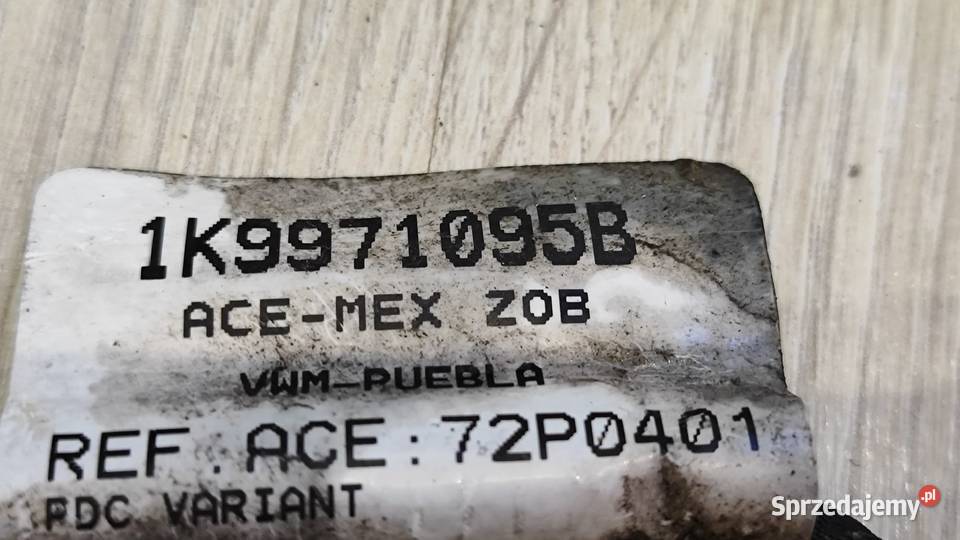 1K9971095B
ACE-MEX ZOB
VWM-PUEBLA
REF.ACE:72P0401
PDC VARIANT
Sprzedajemy.pl